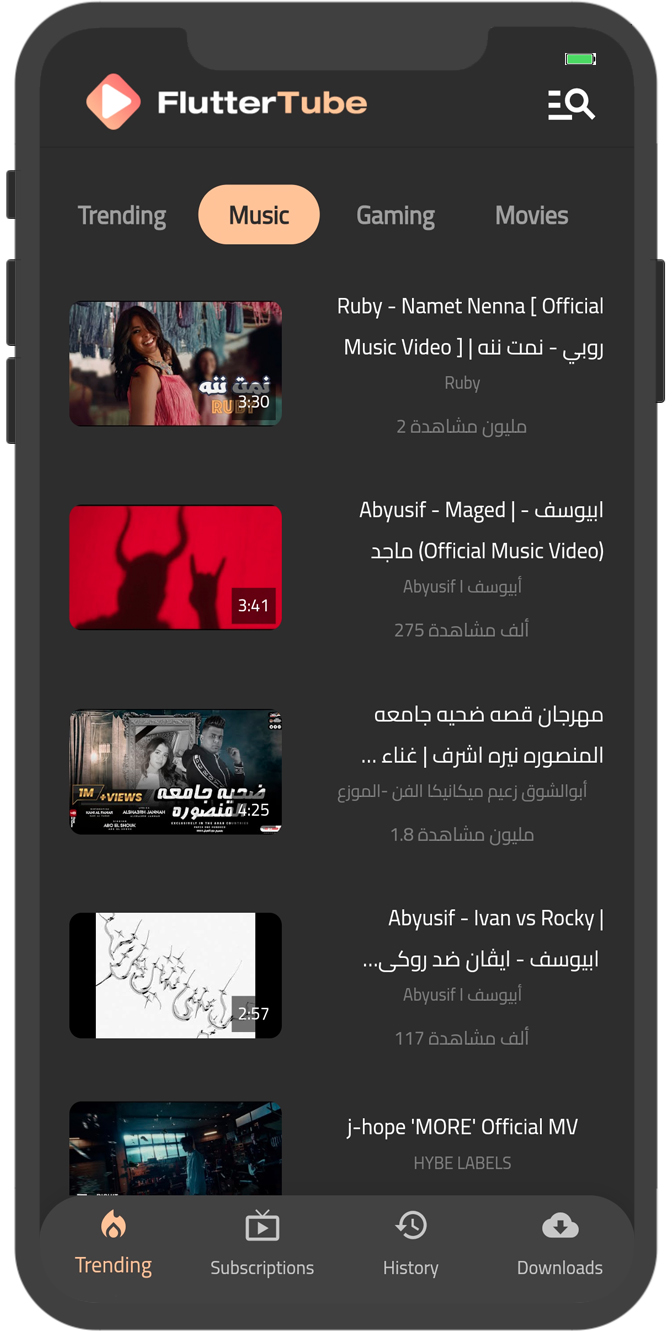 FlutterTube
Trending
Music
Gaming
Movies
Ruby - Namet Nenna [ Official
Music Video ] | روبي - نمت ننه
Ruby
2 مليون مشاهدة
نمت ننه
RUBY
3:30
Abyusif - Maged | ابيوسف -
ماجد (Official Music Video)
Abyusif l أبيوسف
275 ألف مشاهدة
3:41
مهرجان قصه ضحيه جامعه
المنصوره نيره اشرف | غناء ...
أبوالشوق زعيم ميكانيكا الفن -الموزع
1.8 مليون مشاهدة
1M +VIEWS
ضحيه جامعه
المنصوره
ABO EL SHOUK
4:25
Abyusif - Ivan vs Rocky |
ابيوسف - ايڤان ضد روكى...
Abyusif l أبيوسف
117 ألف مشاهدة
2:57
j-hope 'MORE' Official MV
HYBE LABELS
Trending
Subscriptions
History
Downloads